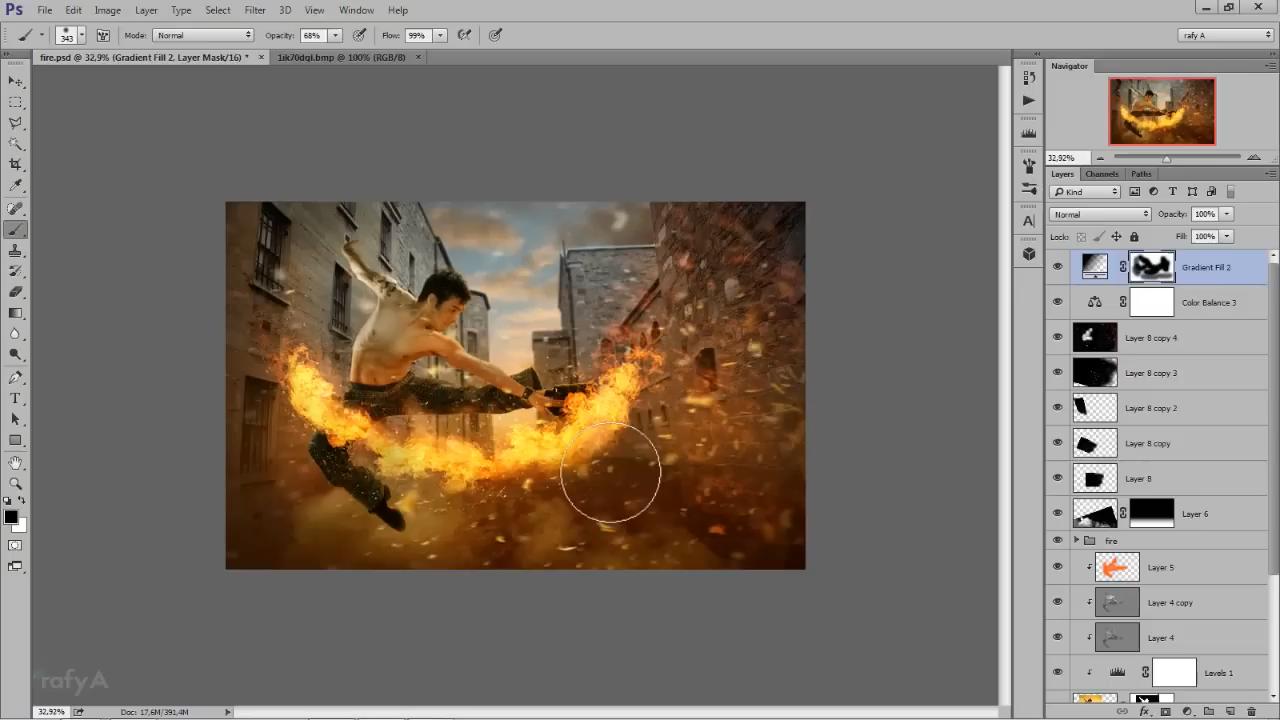 Ps File Edit Image Layer Type Select Filter 3D View Window Help
343 Mode: Normal Opacity: 68% Flow: 99% rafy A
fire.psd @ 32,9% (Gradient Fill 2, Layer Mask/16) * × 1ik70dql.bmp @ 100% (RGB/8) ×
Navigator
32,92%
Layers Channels Paths
Kind
Normal Opacity: 100%
Lock: Fill: 100%
Gradient Fill 2
Color Balance 3
Layer 8 copy 4
Layer 8 copy 3
Layer 8 copy 2
Layer 8 copy
Layer 8
Layer 6
fire
Layer 5
Layer 4 copy
Layer 4
Levels 1
rafyA
32,92% Doc: 17,6M/391,4M